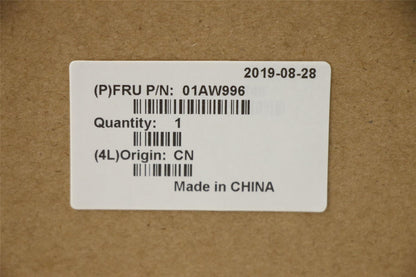 2019-08-28
(P)FRU P/N: 01AW996
Quantity: 1
(4L)Origin: CN
Made in CHINA